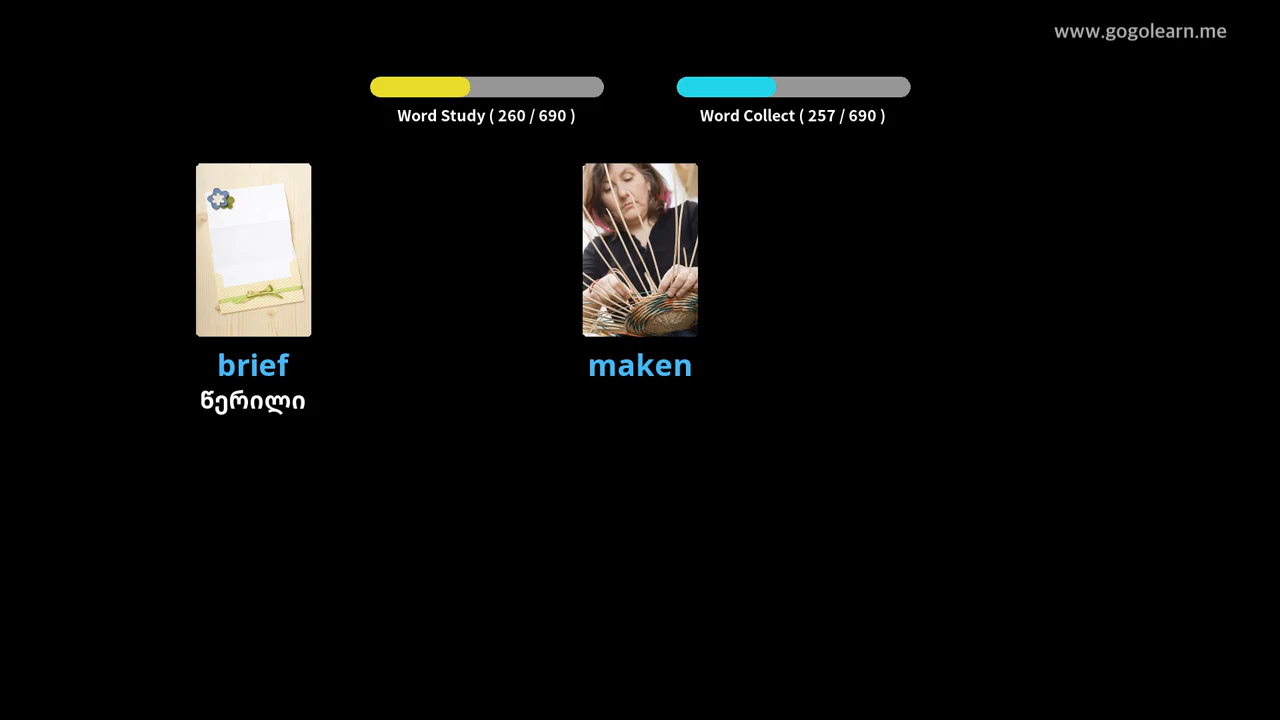 www.gogolearn.me
Word Study ( 260 / 690 )
Word Collect ( 257 / 690 )
brief
წერილი
maken